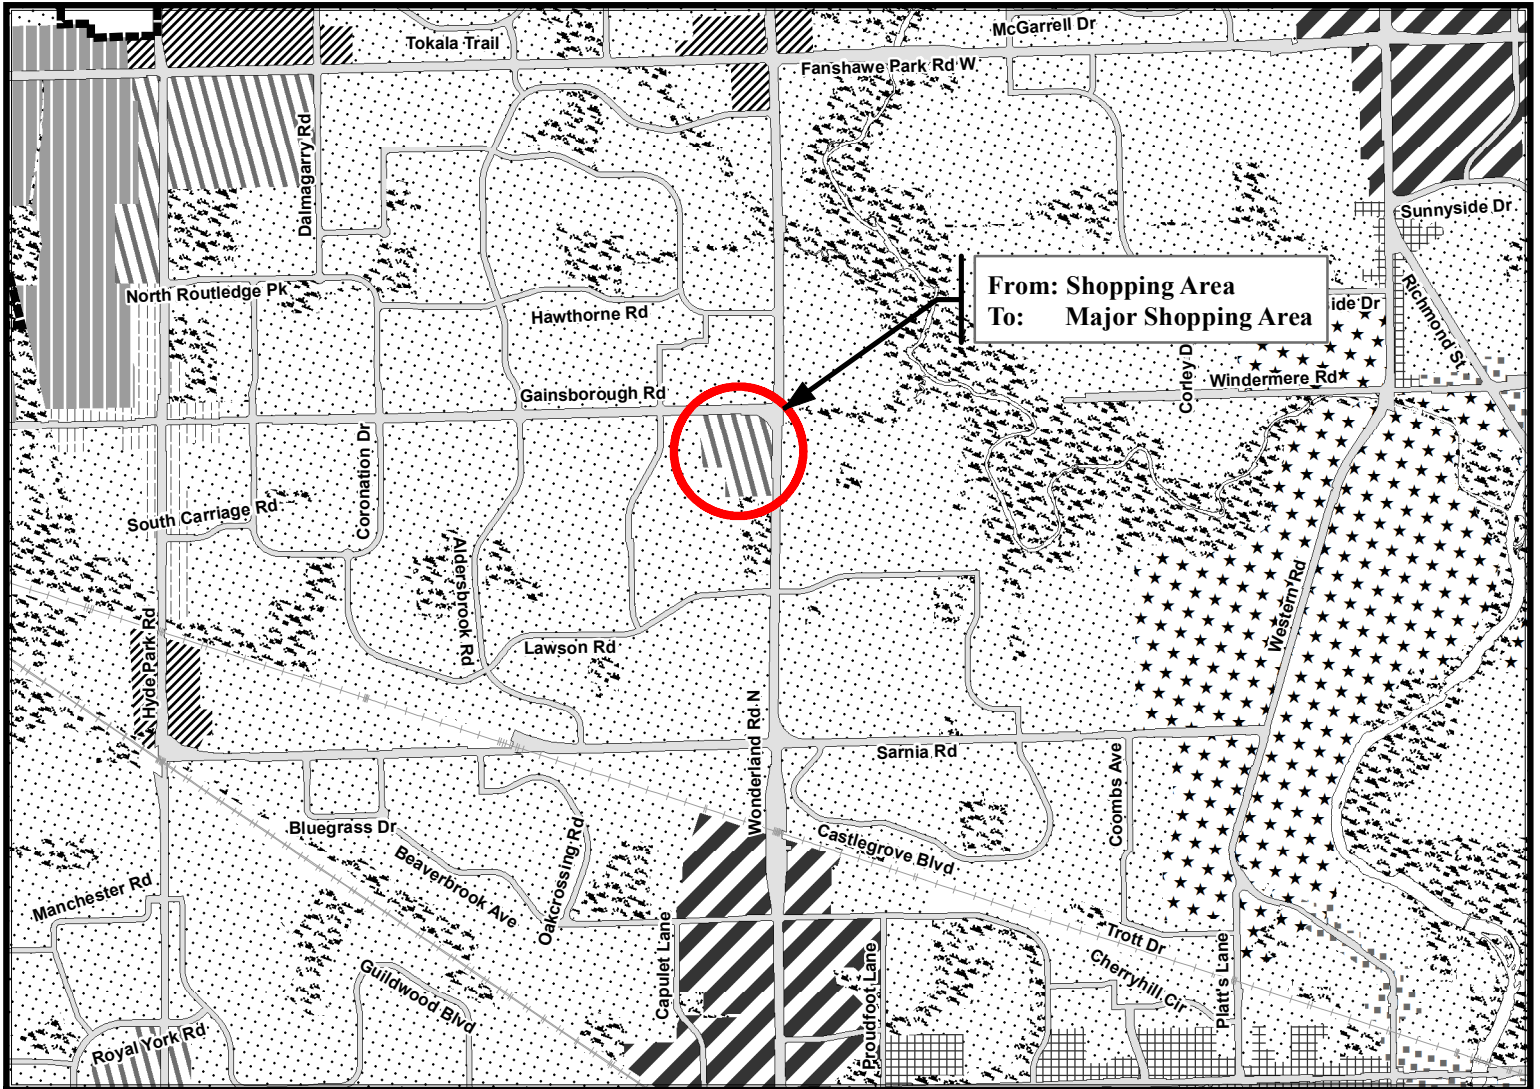 McGarrell Dr
Tokala Trail
Fanshawe Park Rd W
Dalmagarry Rd
Sunnyside Dr
From: Shopping Area
To: Major Shopping Area
North Routledge Pk
Hawthorne Rd
ide Dr
Richmond St
Corley D
Windermere Rd
Gainsborough Rd
Coronation Dr
South Carriage Rd
Aldersbrook Rd
Western Rd
Hyde Park Rd
Lawson Rd
Wonderland Rd N
Sarnia Rd
Coombs Ave
Bluegrass Dr
Beaverbrook Ave
Oakcrossing Rd
Castlegrove Blvd
Manchester Rd
Capulet Lane
Proudfoot Lane
Trott Dr
Cherryhill Cir
Platt's Lane
Guildwood Blvd
Royal York Rd